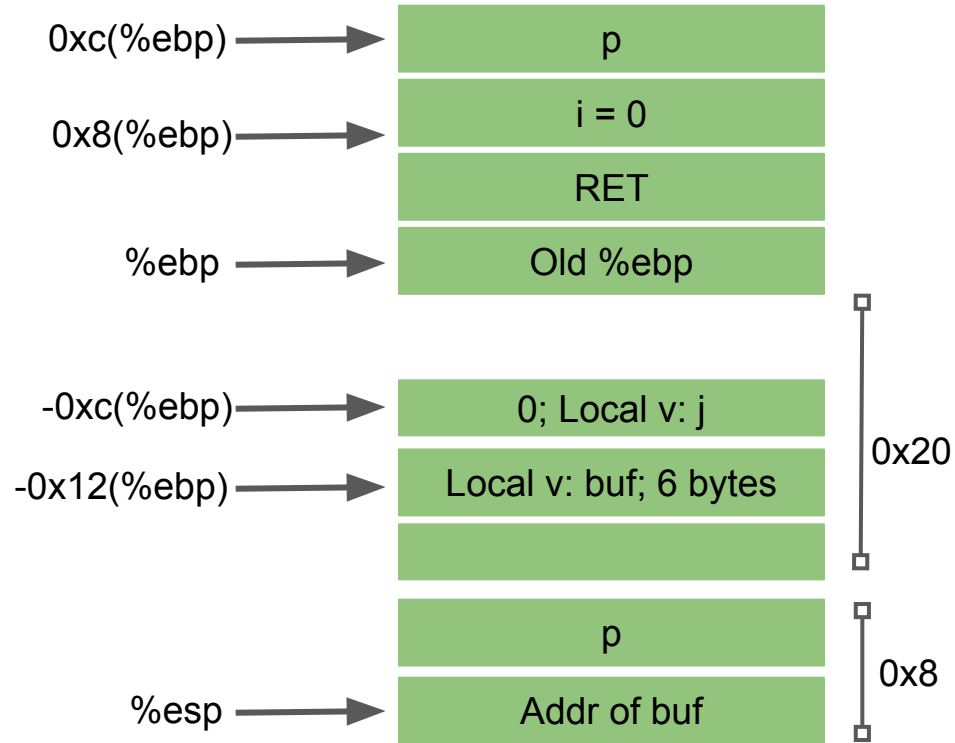 0xc(%ebp)
p
0x8(%ebp)
i = 0
RET
%ebp
Old %ebp
-0xc(%ebp)
0; Local v: j
0x20
-0x12(%ebp)
Local v: buf; 6 bytes
p
0x8
%esp
Addr of buf